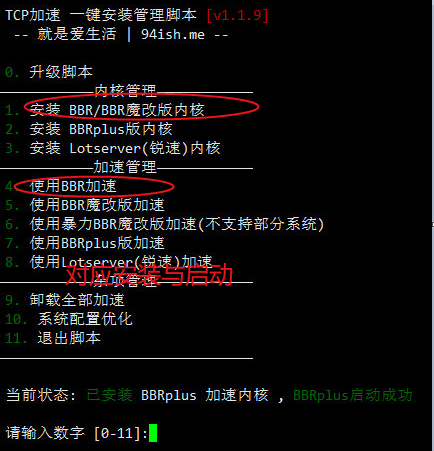 TCP加速 一键安装管理脚本 [v1.1.9]
-- 就是爱生活 | 94ish.me --
0. 升级脚本
内核管理
1. 安装 BBR/BBR魔改版内核
2. 安装 BBRplus版内核
3. 安装 Lotserver(锐速)内核
加速管理
4. 使用BBR加速
5. 使用BBR魔改版加速
6. 使用暴力BBR魔改版加速(不支持部分系统)
7. 使用BBRplus版加速
8. 使用Lotserver(锐速)加速
对应安装与启动
杂项管理
9. 卸载全部加速
10. 系统配置优化
11. 退出脚本
当前状态: 已安装 BBRplus 加速内核 , BBRplus启动成功
请输入数字 [0-11]: